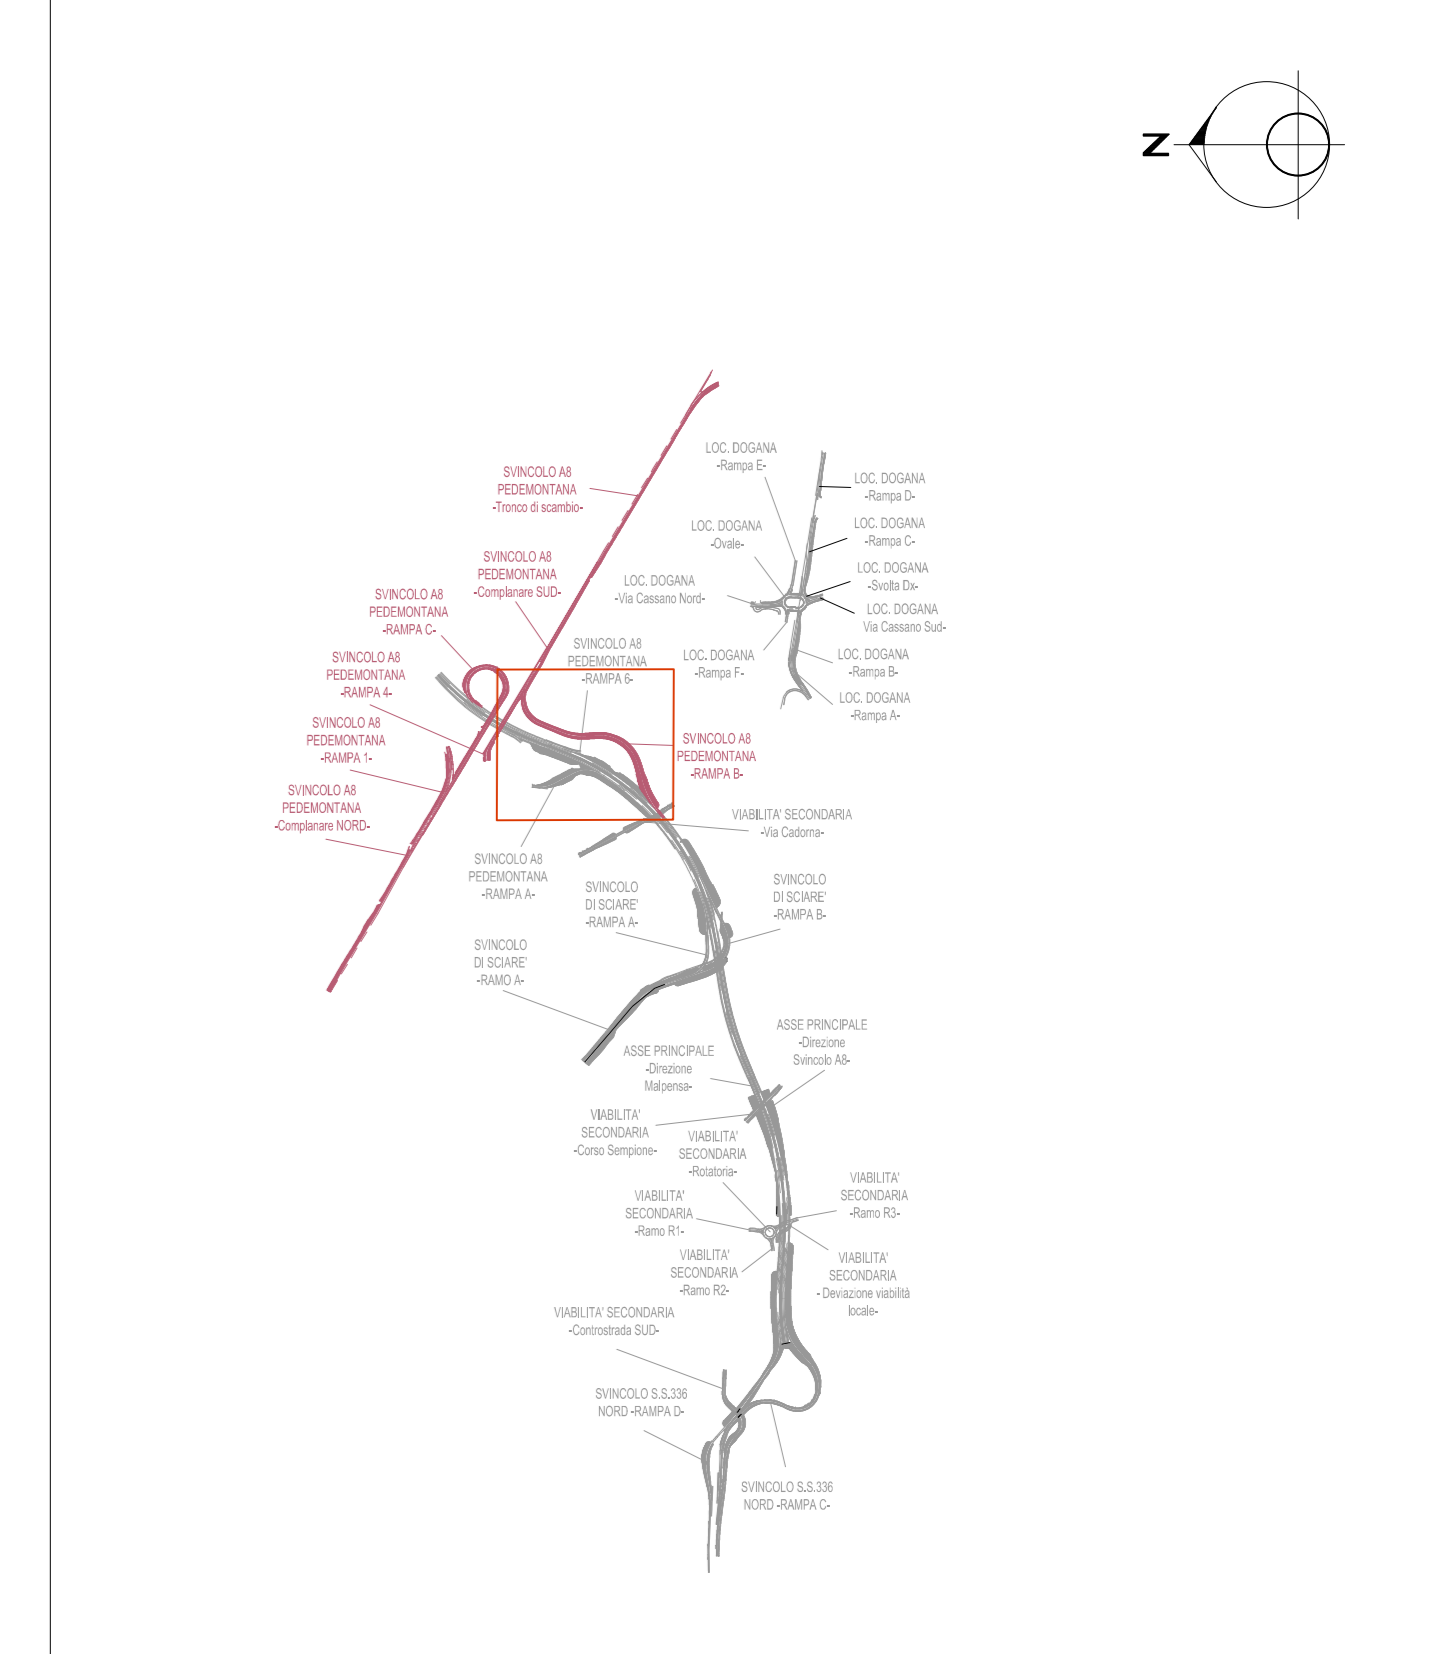 N
LOC. DOGANA
-Rampa E-
SVINCOLO A8
PEDEMONTANA
-Tronco di scambio-
LOC. DOGANA
-Rampa D-
LOC. DOGANA
-Ovale-
LOC. DOGANA
-Rampa C-
SVINCOLO A8
PEDEMONTANA
-Complanare SUD-
LOC. DOGANA
-Svolta Dx-
LOC. DOGANA
-Via Cassano Nord-
SVINCOLO A8
PEDEMONTANA
-RAMPA C-
LOC. DOGANA
Via Cassano Sud-
SVINCOLO A8
PEDEMONTANA
-RAMPA 6-
SVINCOLO A8
PEDEMONTANA
-RAMPA 4-
LOC. DOGANA
-Rampa F-
LOC. DOGANA
-Rampa B-
LOC. DOGANA
-Rampa A-
SVINCOLO A8
PEDEMONTANA
-RAMPA 1-
SVINCOLO A8
PEDEMONTANA
-RAMPA B-
SVINCOLO A8
PEDEMONTANA
-Complanare NORD-
VIABILITA' SECONDARIA
-Via Cadorna-
SVINCOLO A8
PEDEMONTANA
-RAMPA A-
SVINCOLO
DI SCIARE'
-RAMPA A-
SVINCOLO
DI SCIARE'
-RAMPA B-
SVINCOLO
DI SCIARE'
-RAMO A-
ASSE PRINCIPALE
-Direzione
Svincolo A8-
ASSE PRINCIPALE
-Direzione
Malpensa-
VIABILITA'
SECONDARIA
-Corso Sempione-
VIABILITA'
SECONDARIA
-Rotatoria-
VIABILITA'
SECONDARIA
-Ramo R3-
VIABILITA'
SECONDARIA
-Ramo R1-
VIABILITA'
SECONDARIA
-Ramo R2-
VIABILITA'
SECONDARIA
- Deviazione viabilità
locale-
VIABILITA' SECONDARIA
-Controstrada SUD-
SVINCOLO S.S.336
NORD -RAMPA D-
SVINCOLO S.S.336
NORD -RAMPA C-